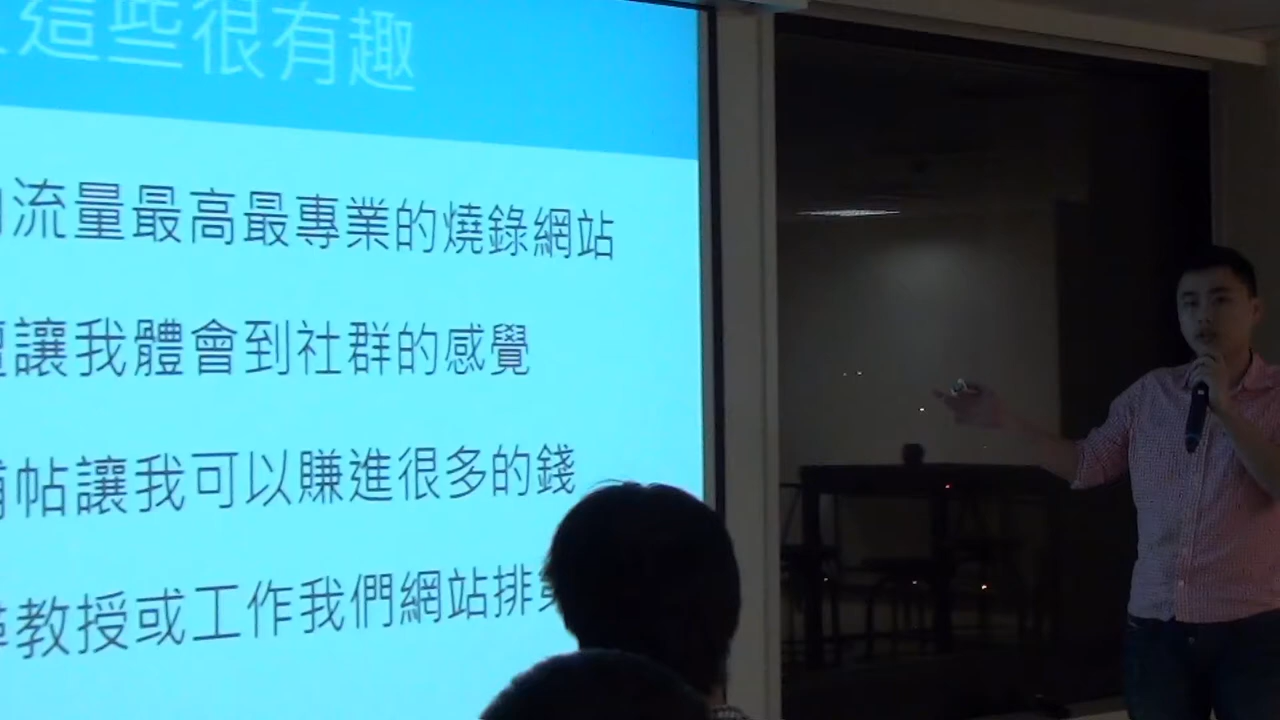 這些很有趣
流量最高最專業的燒錄網站
讓我體會到社群的感覺
帖讓我可以賺進很多的錢
教授或工作我們網站排